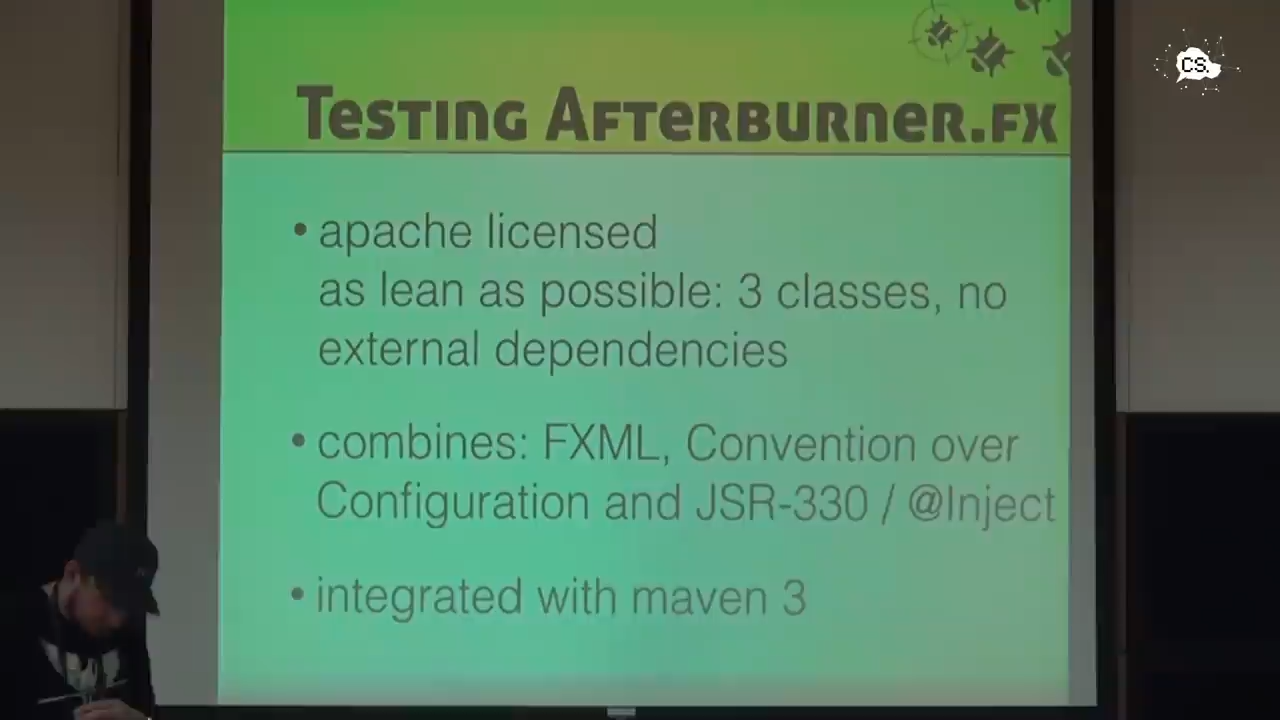 CS.
Testing Afterburner.fx
• apache licensed
as lean as possible: 3 classes, no
external dependencies
• combines: FXML, Convention over
Configuration and JSR-330 / @Inject
• integrated with maven 3